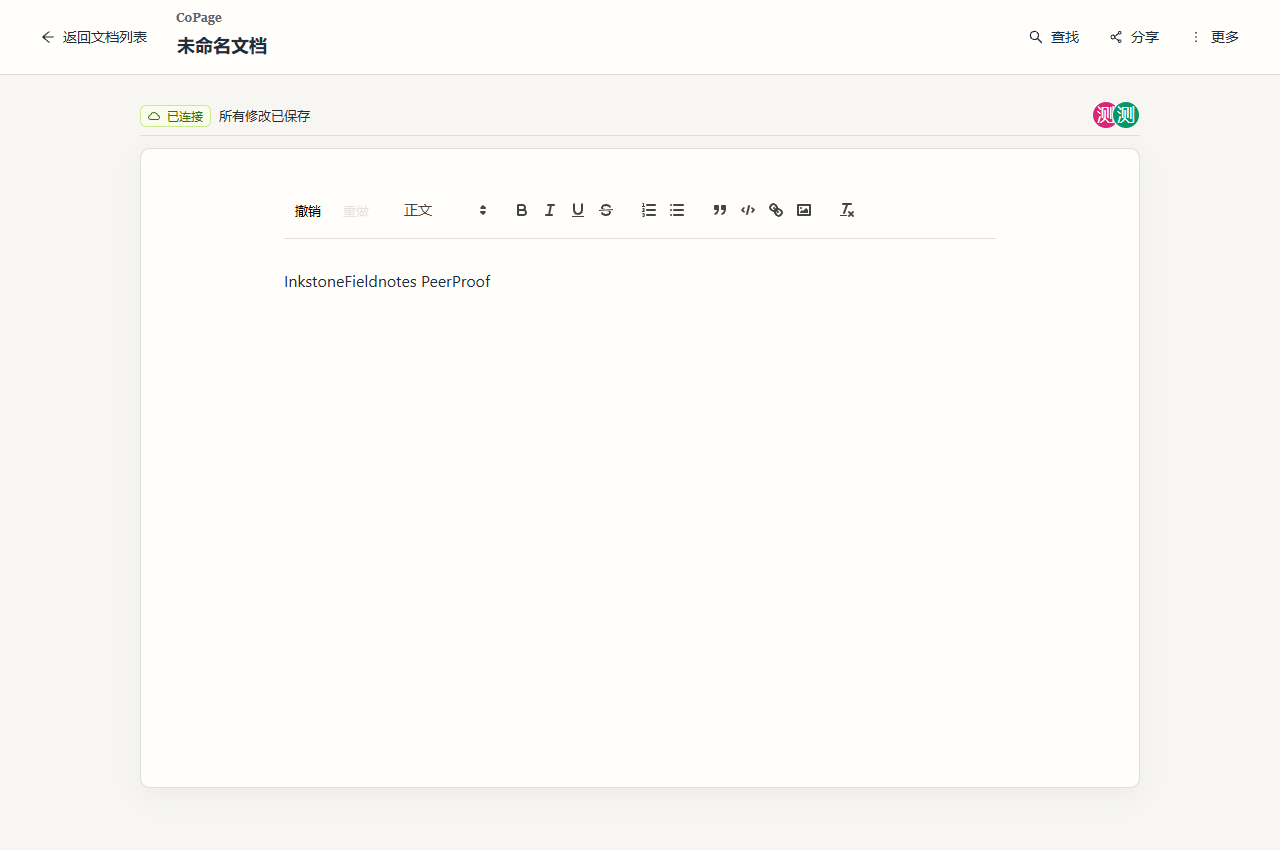 返回文档列表
CoPage
未命名文档
查找
分享
更多
已连接 所有修改已保存
测 测
撤销 重做 正文
InkstoneFieldnotes PeerProof